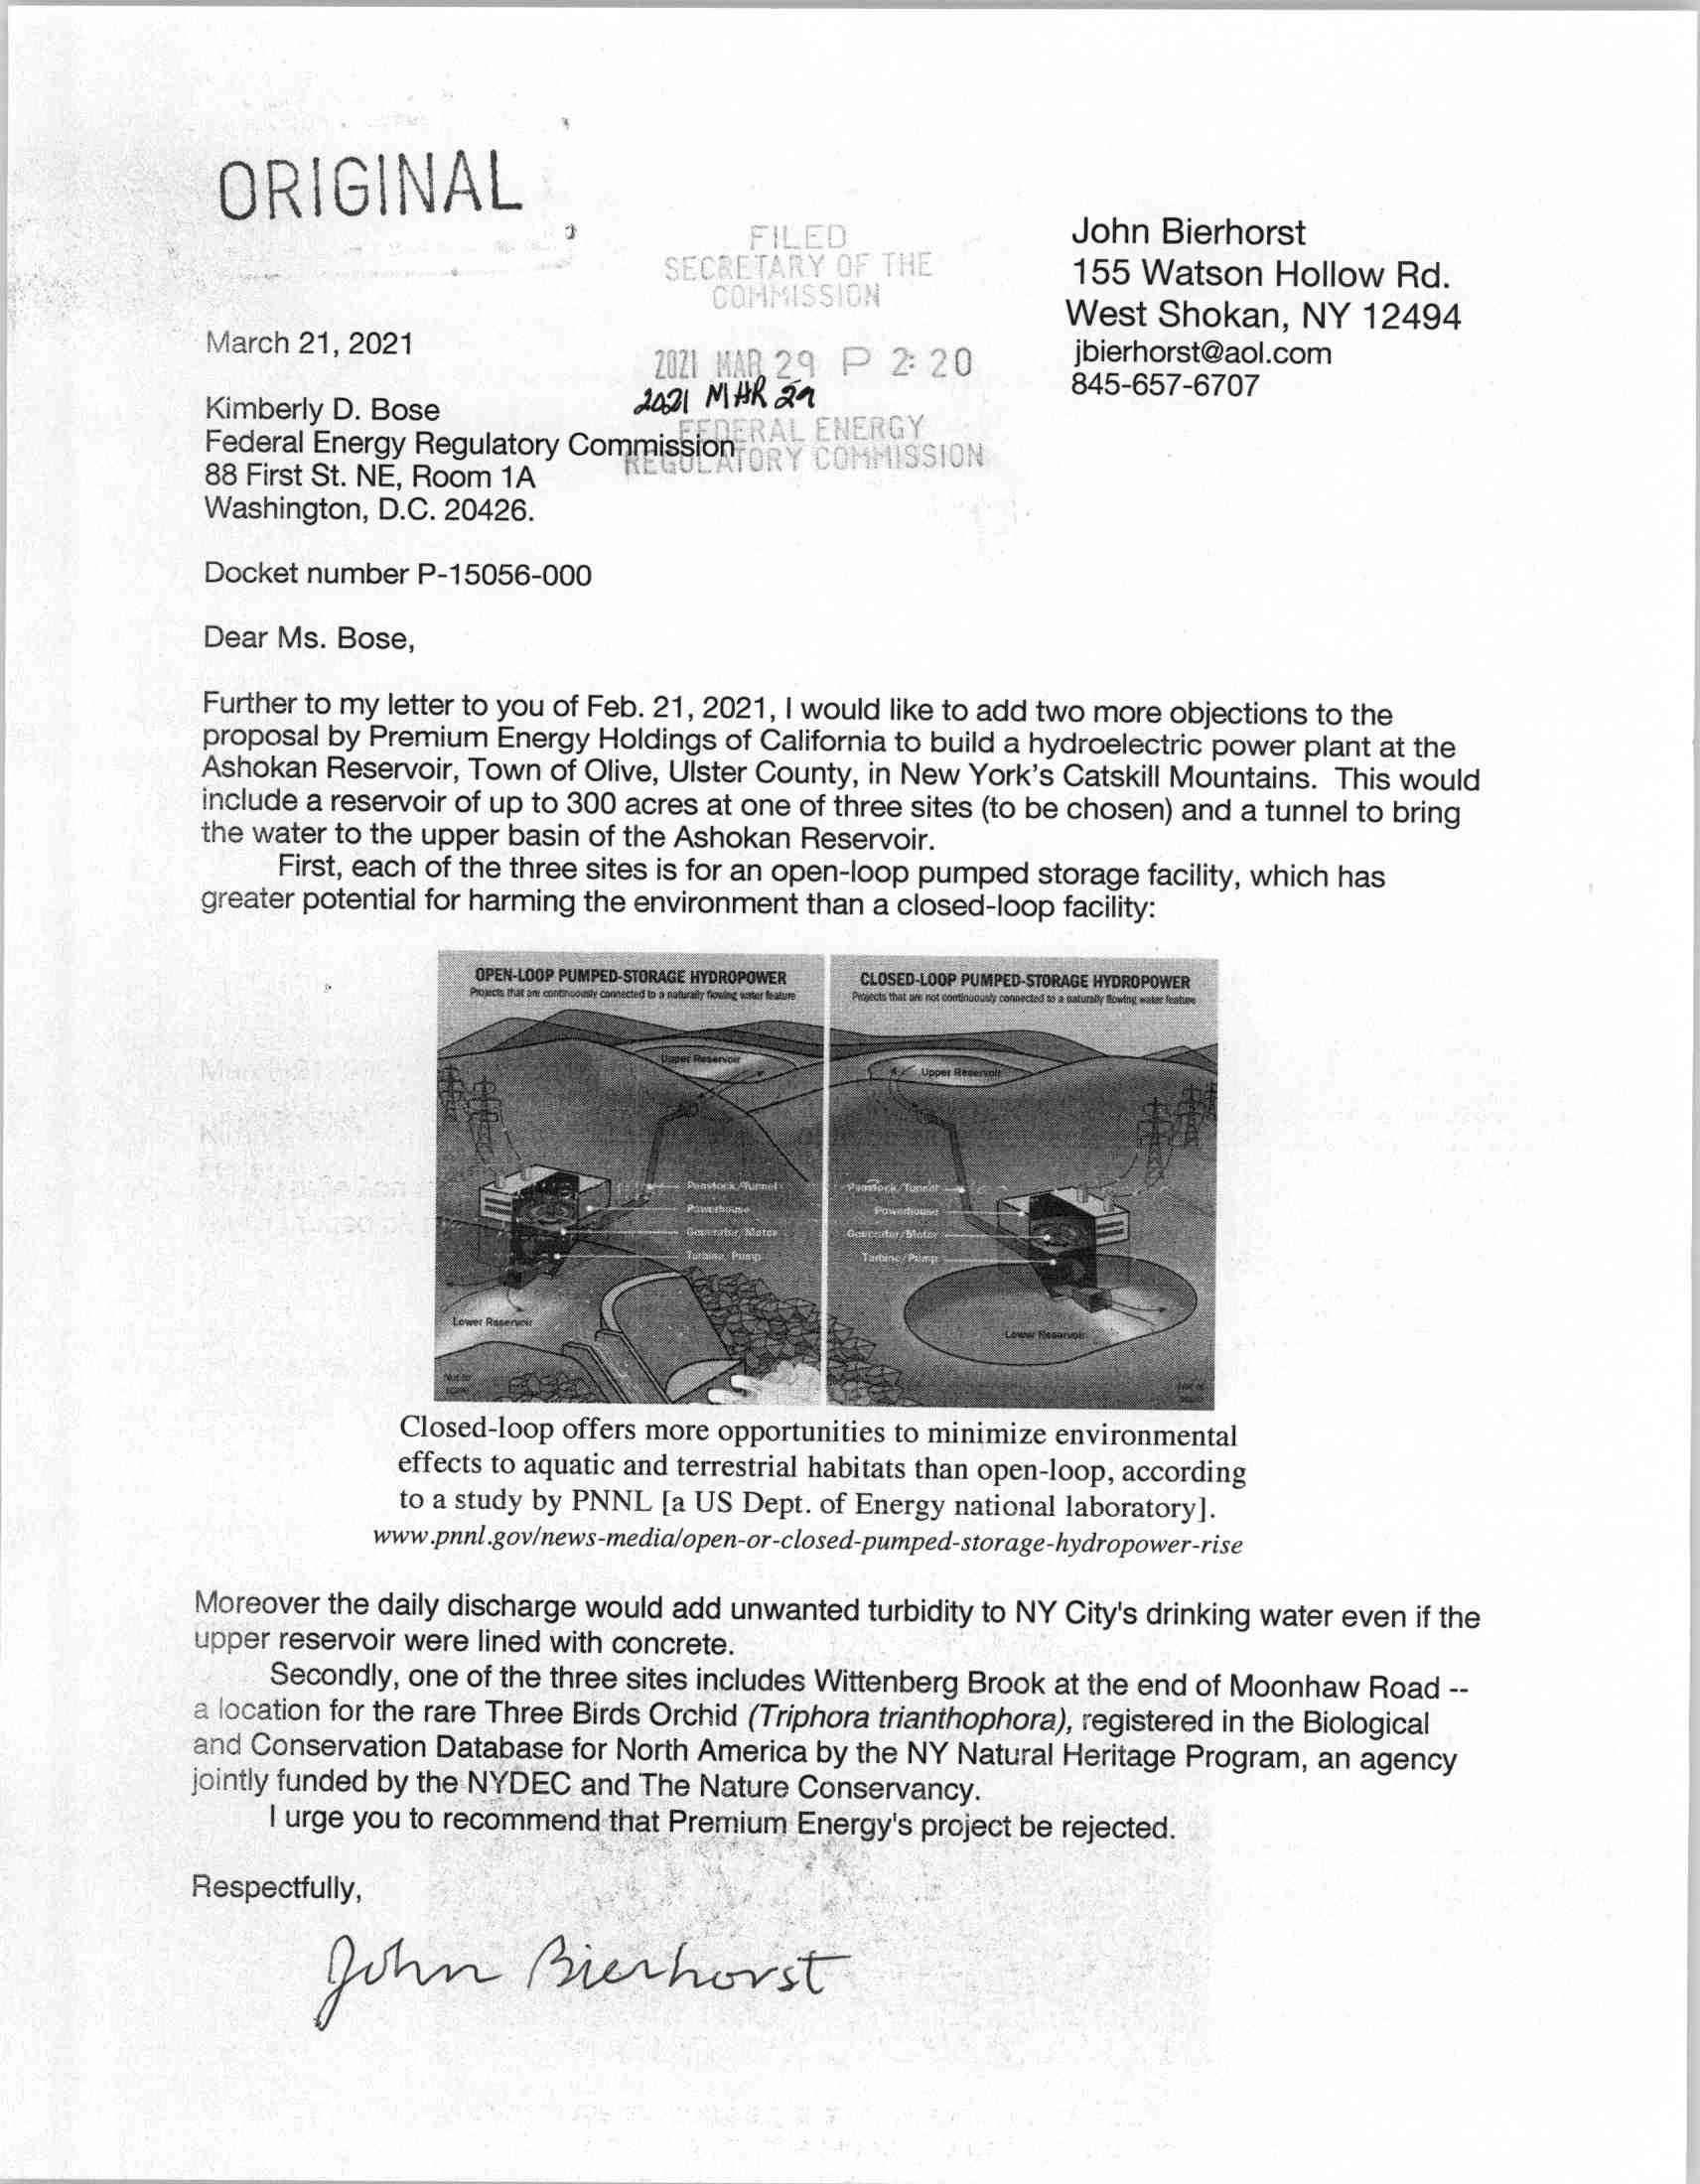 ORIGINAL
FILED
SECRETARY OF THE
COMMISSION
2021 MAR 29 P 2: 20
2021 MAR 29
FEDERAL ENERGY
REGULATORY COMMISSION
John Bierhorst
155 Watson Hollow Rd.
West Shokan, NY 12494
jbierhorst@aol.com
845-657-6707
March 21, 2021
Kimberly D. Bose
Federal Energy Regulatory Commission
88 First St. NE, Room 1A
Washington, D.C. 20426.
Docket number P-15056-000
Dear Ms. Bose,
Further to my letter to you of Feb. 21, 2021, I would like to add two more objections to the
proposal by Premium Energy Holdings of California to build a hydroelectric power plant at the
Ashokan Reservoir, Town of Olive, Ulster County, in New York's Catskill Mountains. This would
include a reservoir of up to 300 acres at one of three sites (to be chosen) and a tunnel to bring
the water to the upper basin of the Ashokan Reservoir.
First, each of the three sites is for an open-loop pumped storage facility, which has
greater potential for harming the environment than a closed-loop facility:
OPEN-LOOP PUMPED-STORAGE HYDROPOWER
Projects that are continuously connected to a naturally flowing water feature
Upper Reservoir
Penstock/Tunnel
Powerhouse
Generator/Motor
Turbine/Pump
Lower Reservoir
Not to
scale
CLOSED-LOOP PUMPED-STORAGE HYDROPOWER
Projects that are not continuously connected to a naturally flowing water feature
Upper Reservoir
Penstock/Tunnel
Powerhouse
Generator/Motor
Turbine/Pump
Lower Reservoir
Closed-loop offers more opportunities to minimize environmental
effects to aquatic and terrestrial habitats than open-loop, according
to a study by PNNL [a US Dept. of Energy national laboratory].
www.pnnl.gov/news-media/open-or-closed-pumped-storage-hydropower-rise
Moreover the daily discharge would add unwanted turbidity to NY City's drinking water even if the
upper reservoir were lined with concrete.
Secondly, one of the three sites includes Wittenberg Brook at the end of Moonhaw Road --
a location for the rare Three Birds Orchid (Triphora trianthophora), registered in the Biological
and Conservation Database for North America by the NY Natural Heritage Program, an agency
jointly funded by the NYDEC and The Nature Conservancy.
I urge you to recommend that Premium Energy's project be rejected.
Respectfully,
John Bierhorst